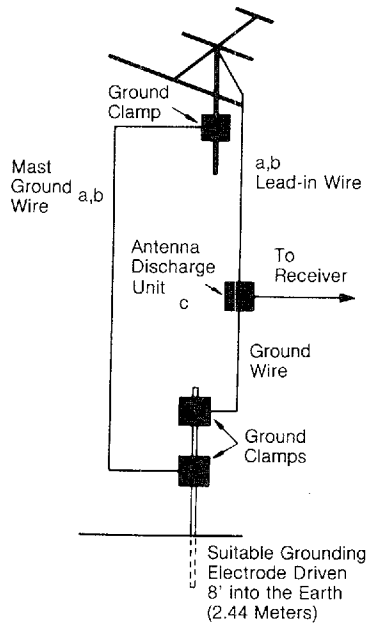 Ground
Clamp
Mast
Ground
Wire
a,b
a,b
Lead-in Wire
Antenna
Discharge
Unit
c
To
Receiver
Ground
Wire
Ground
Clamps
Suitable Grounding
Electrode Driven
8' into the Earth
(2.44 Meters)